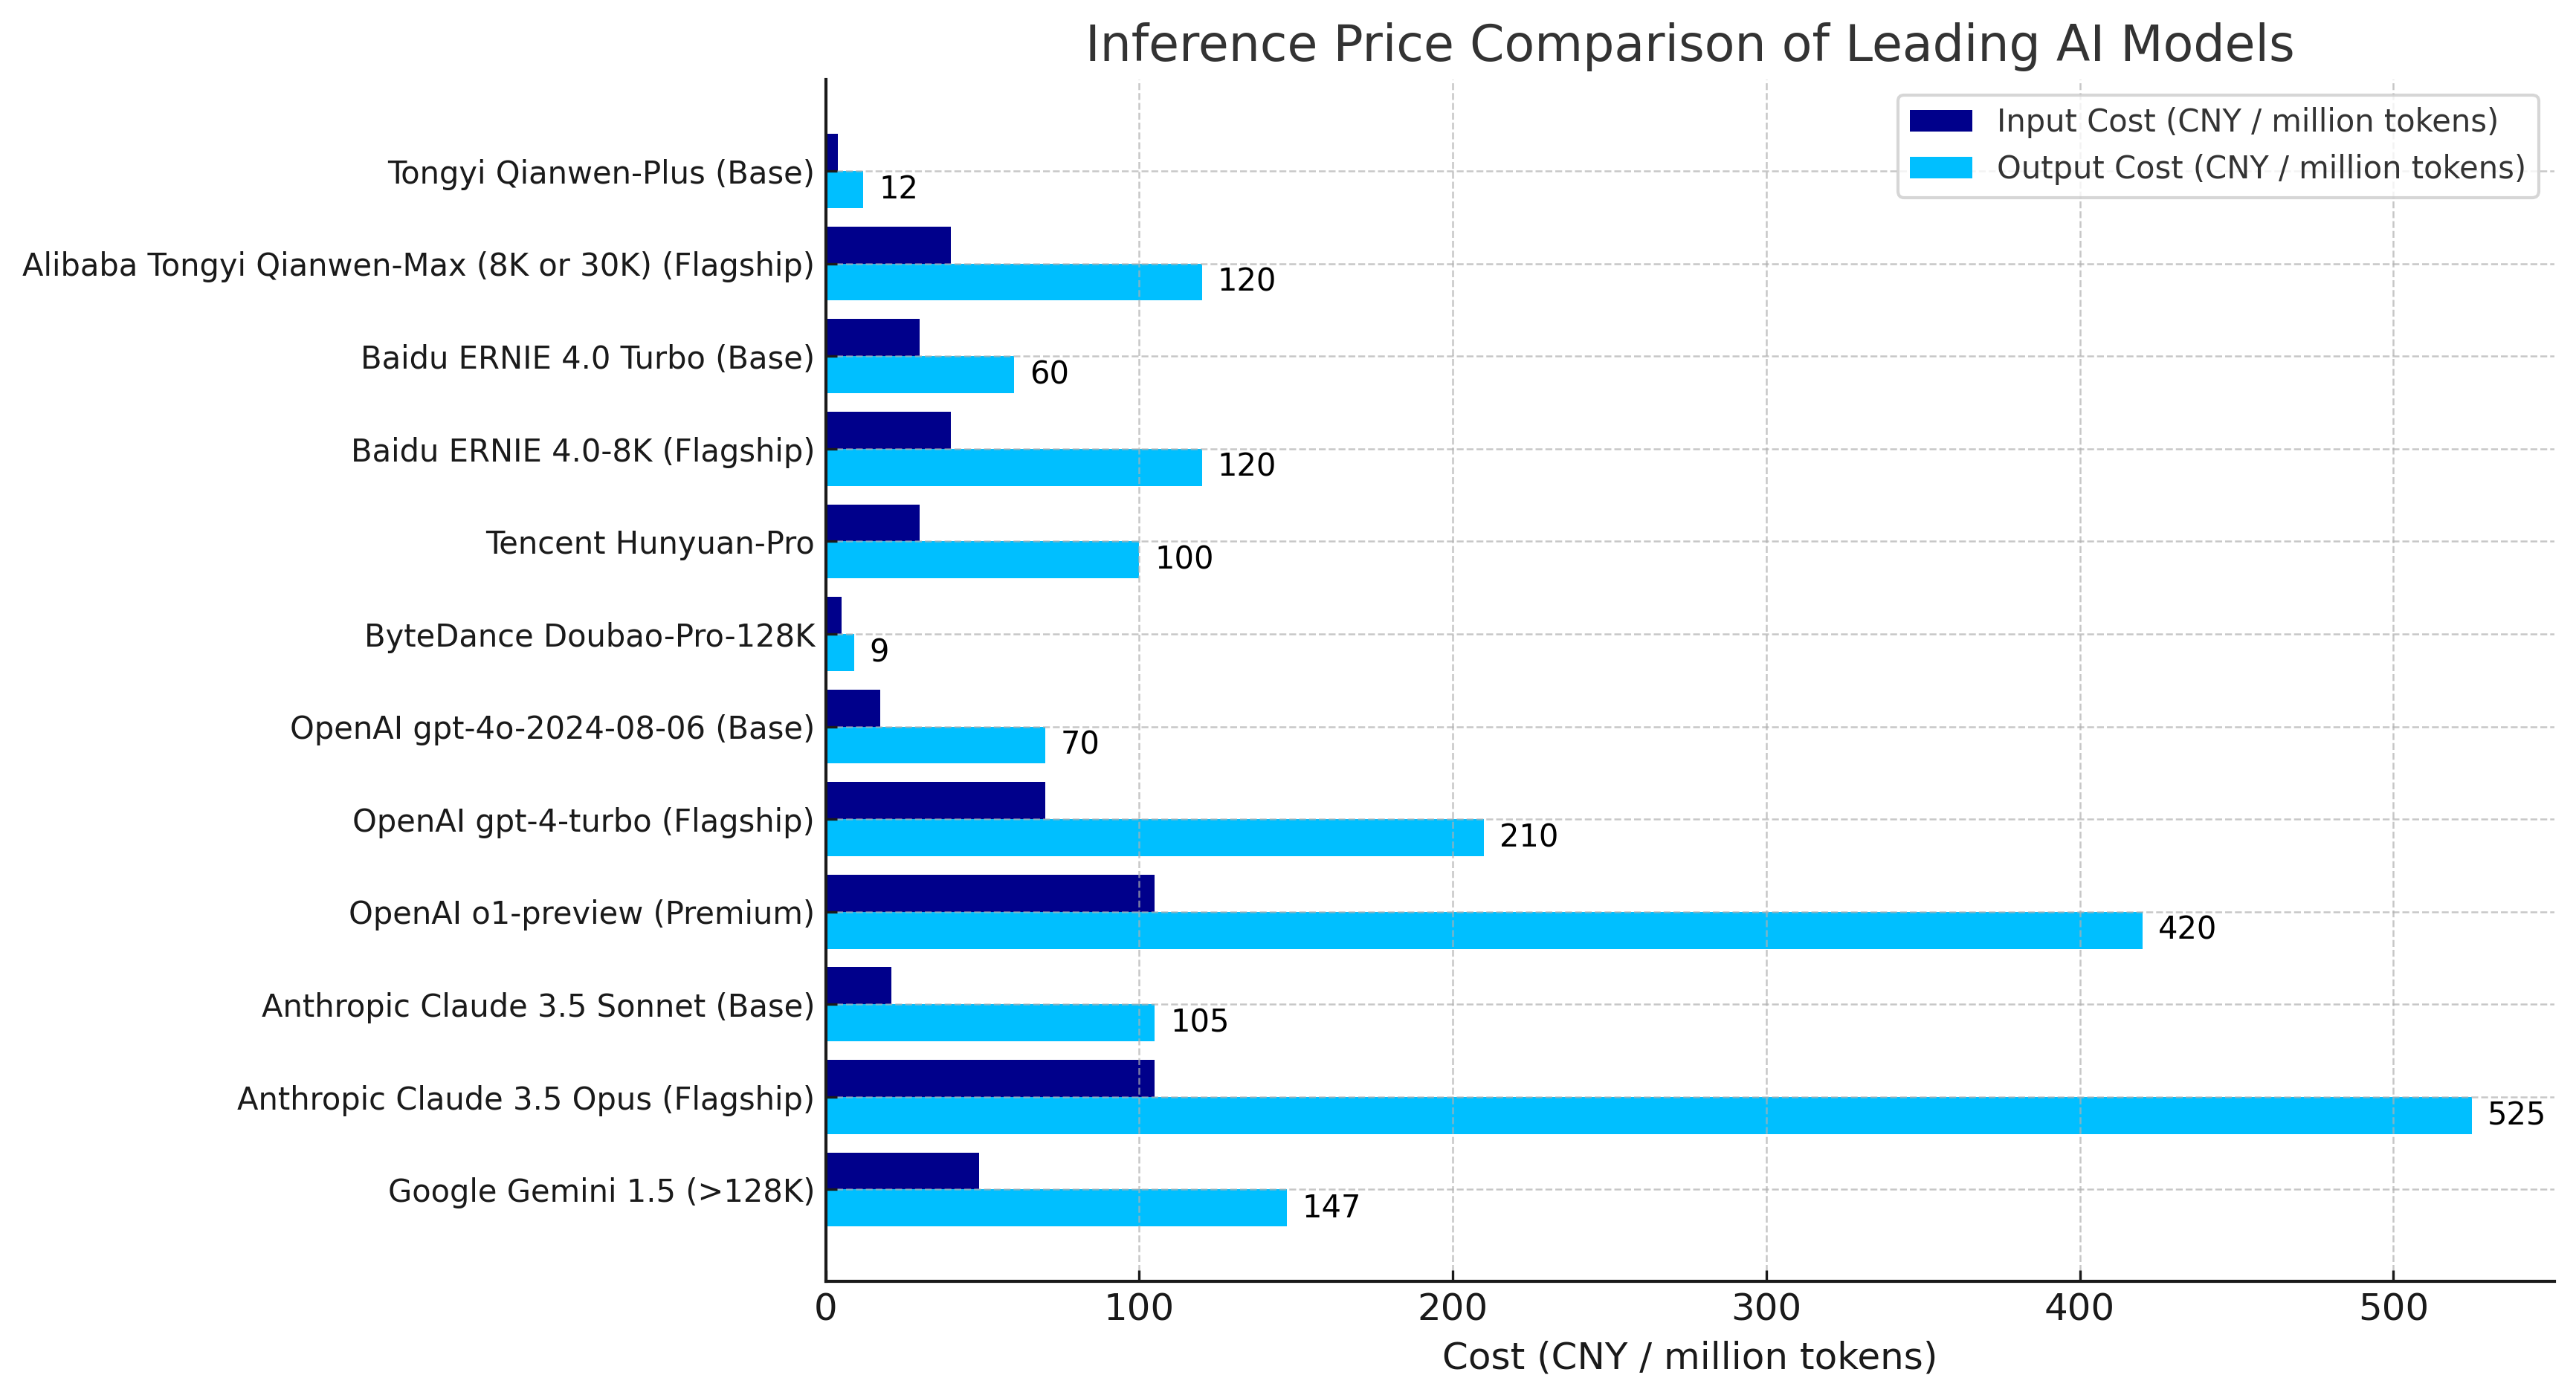 Inference Price Comparison of Leading AI Models
Input Cost (CNY / million tokens)
Output Cost (CNY / million tokens)
Tongyi Qianwen-Plus (Base)
12
Alibaba Tongyi Qianwen-Max (8K or 30K) (Flagship)
120
Baidu ERNIE 4.0 Turbo (Base)
60
Baidu ERNIE 4.0-8K (Flagship)
120
Tencent Hunyuan-Pro
100
ByteDance Doubao-Pro-128K
9
OpenAI gpt-4o-2024-08-06 (Base)
70
OpenAI gpt-4-turbo (Flagship)
210
OpenAI o1-preview (Premium)
420
Anthropic Claude 3.5 Sonnet (Base)
105
Anthropic Claude 3.5 Opus (Flagship)
525
Google Gemini 1.5 (>128K)
147
0 100 200 300 400 500
Cost (CNY / million tokens)